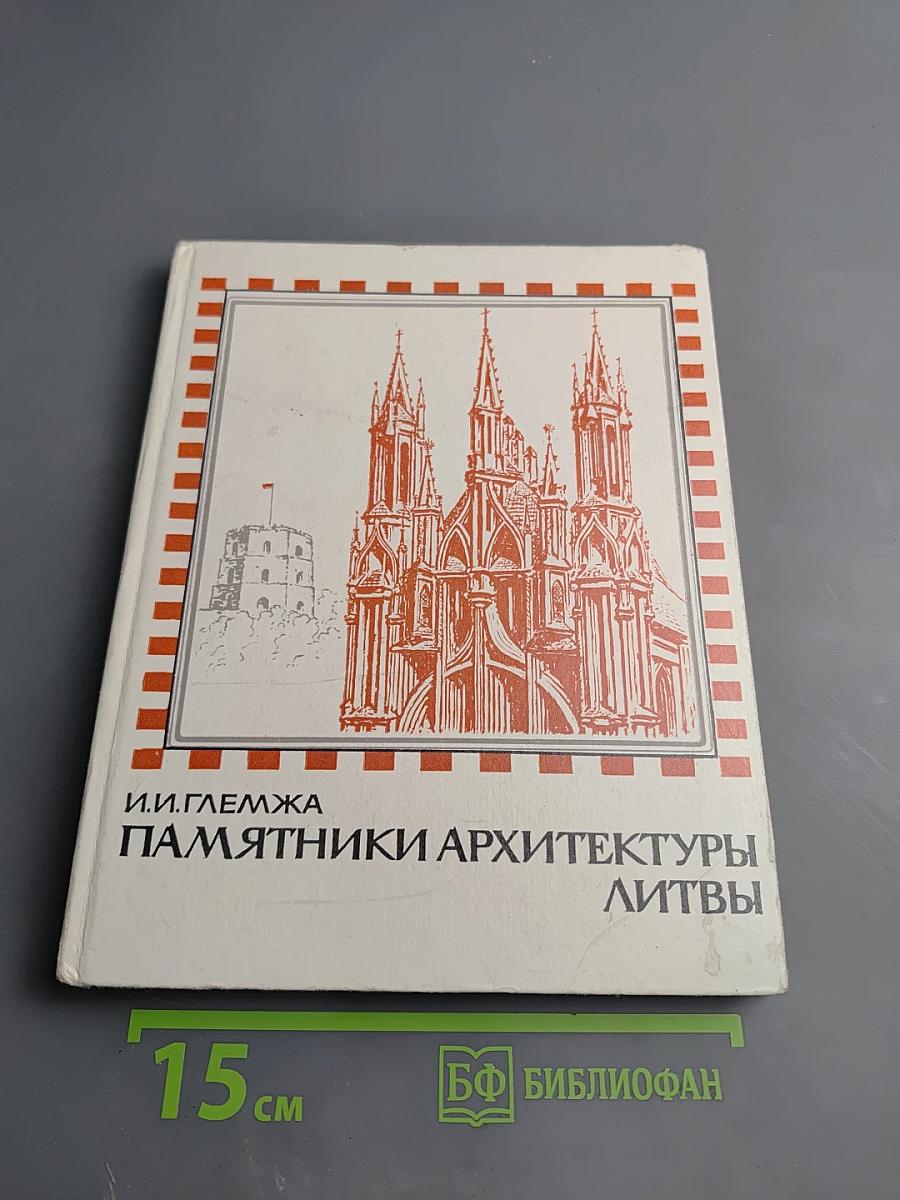 И.И.ГЛЕМЖА
ПАМЯТНИКИ АРХИТЕКТУРЫ
ЛИТВЫ
15 см
БФ БИБЛИОФАН